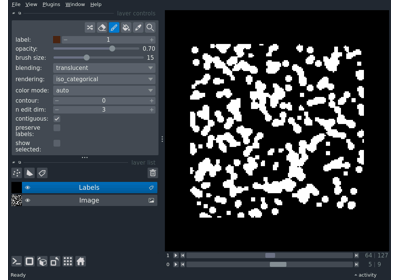 File View Plugins Window Help
layer controls
label: 1
opacity: 0.70
brush size: 15
blending: translucent
rendering: iso_categorical
color mode: auto
contour: 0
n edit dim: 3
contiguous:
preserve
labels:
show
selected:
layer list
Labels
Image
1 64 127
0 5 9
Ready
activity